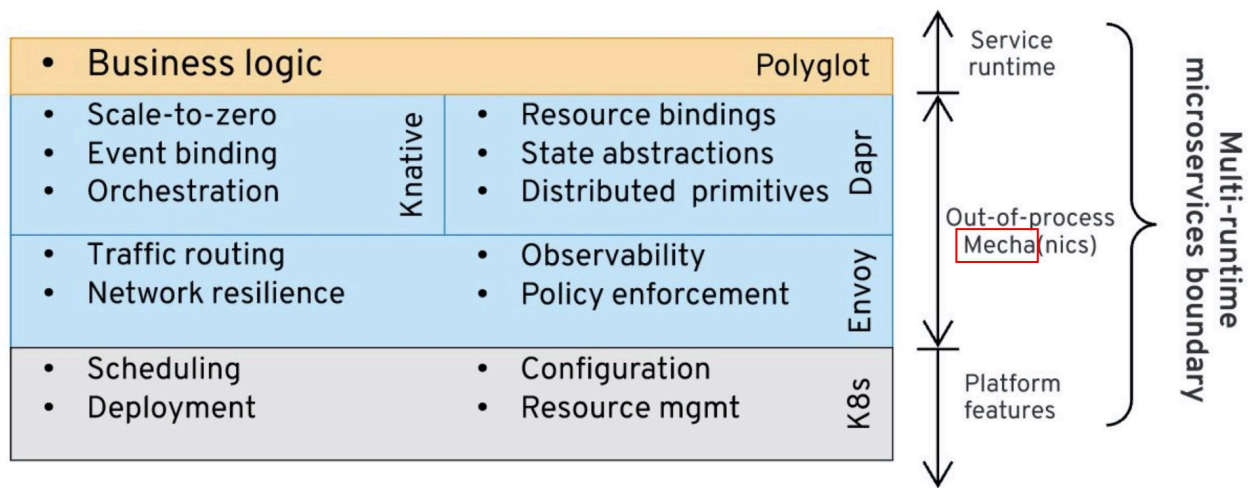 • Business logic
Polyglot
• Scale-to-zero
• Event binding
• Orchestration
Knative
• Resource bindings
• State abstractions
• Distributed primitives
Dapr
• Traffic routing
• Network resilience
• Observability
• Policy enforcement
Envoy
• Scheduling
• Deployment
• Configuration
• Resource mgmt
K8s
Service
runtime
Out-of-process
Mecha(nics)
Platform
features
Multi-runtime
microservices boundary